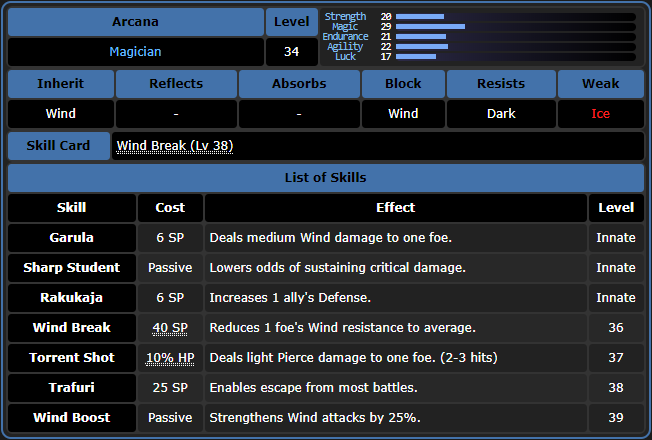 Arcana Level
Strength 20
Magic 29
Endurance 21
Agility 22
Luck 17
Magician 34
Inherit Reflects Absorbs Block Resists Weak
Wind - - Wind Dark Ice
Skill Card Wind Break (Lv 38)
List of Skills
Skill Cost Effect Level
Garula 6 SP Deals medium Wind damage to one foe. Innate
Sharp Student Passive Lowers odds of sustaining critical damage. Innate
Rakukaja 6 SP Increases 1 ally's Defense. Innate
Wind Break 40 SP Reduces 1 foe's Wind resistance to average. 36
Torrent Shot 10% HP Deals light Pierce damage to one foe. (2-3 hits) 37
Trafuri 25 SP Enables escape from most battles. 38
Wind Boost Passive Strengthens Wind attacks by 25%. 39